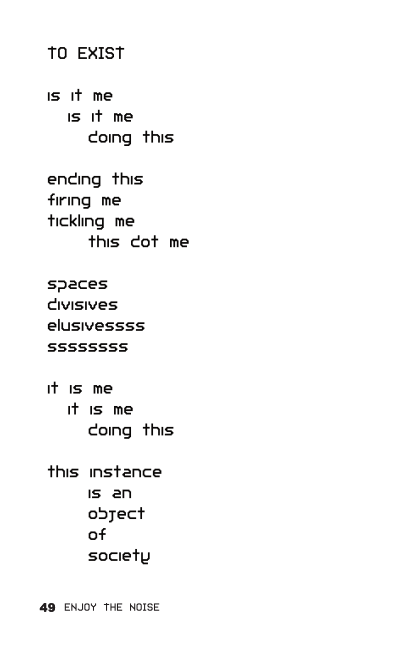 TO EXIST

is it me
is it me
doing this

ending this
firing me
tickling me
this dot me

spaces
divisives
elusivessss
ssssssss

it is me
it is me
doing this

this instance
is an
object
of
society

49 ENJOY THE NOISE